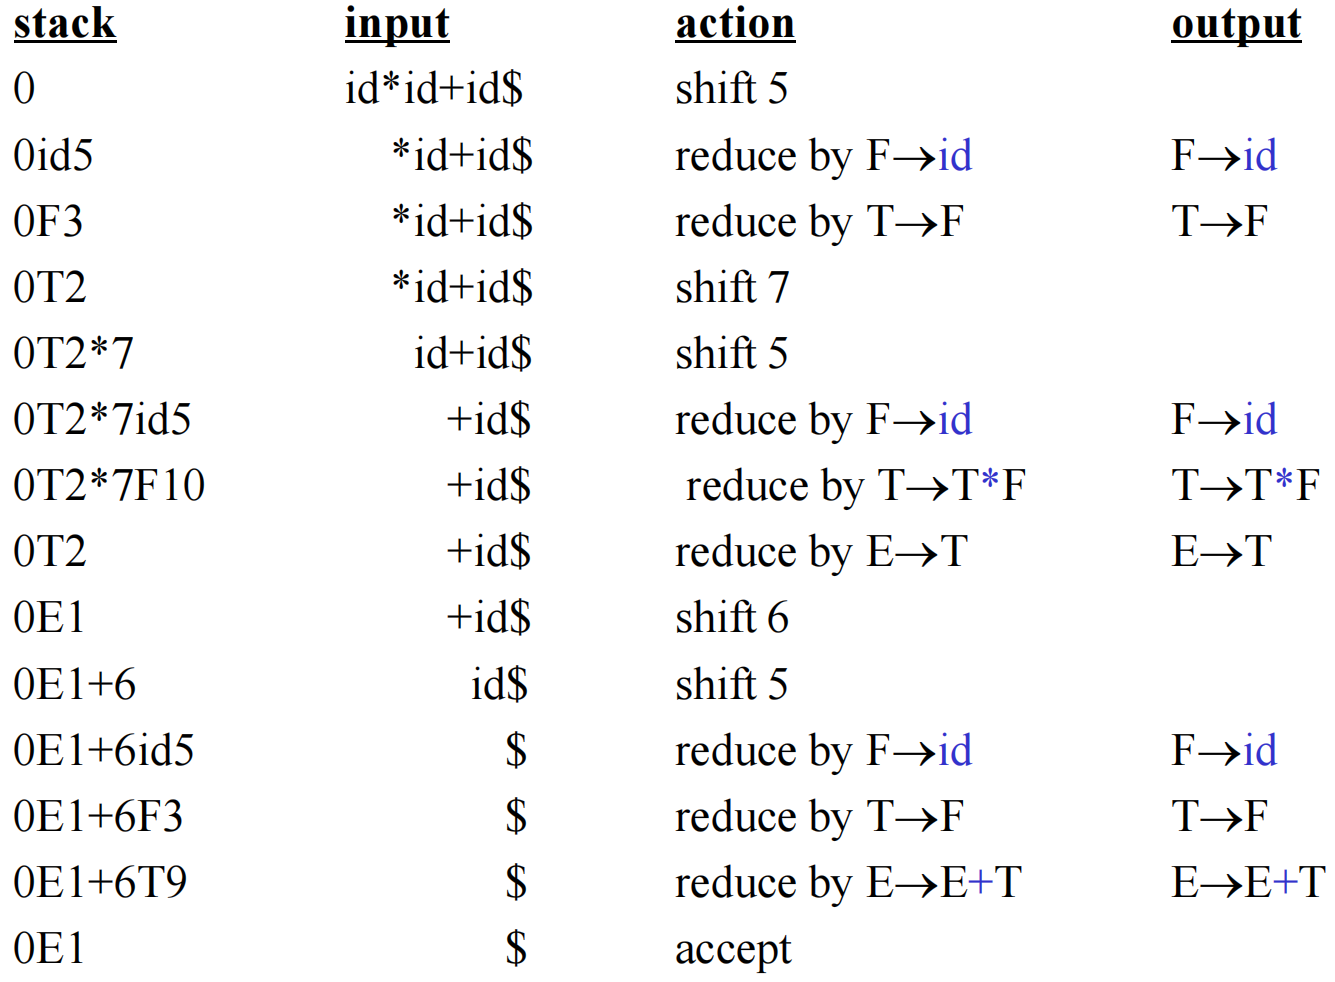 stack input action output
0 id*id+id$ shift 5
0id5 *id+id$ reduce by F→id F→id
0F3 *id+id$ reduce by T→F T→F
0T2 *id+id$ shift 7
0T2*7 id+id$ shift 5
0T2*7id5 +id$ reduce by F→id F→id
0T2*7F10 +id$ reduce by T→T*F T→T*F
0T2 +id$ reduce by E→T E→T
0E1 +id$ shift 6
0E1+6 id$ shift 5
0E1+6id5 $ reduce by F→id F→id
0E1+6F3 $ reduce by T→F T→F
0E1+6T9 $ reduce by E→E+T E→E+T
0E1 $ accept